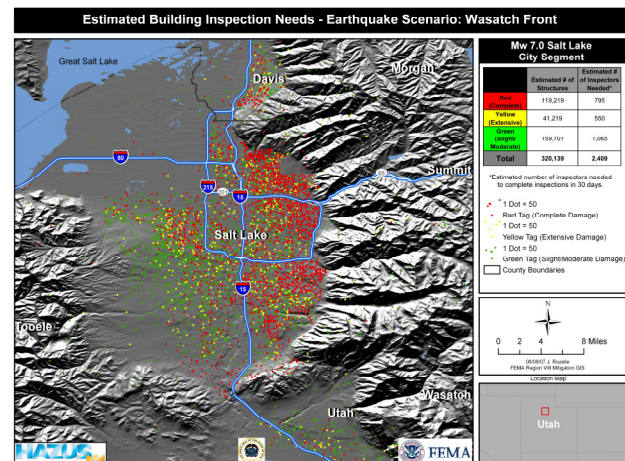 Estimated Building Inspection Needs - Earthquake Scenario: Wasatch Front
Great Salt Lake
Davis
Morgan
80
Summit
215
15
Salt Lake
15
Tooele
Wasatch
Utah
HAZUS
FEMA
Mw 7.0 Salt Lake
City Segment
Estimated # of Structures
Estimated # of Inspectors Needed*
Red (Complete) 119,219 795
Yellow (Extensive) 41,219 550
Green Moderate) 159,701 1,065
Total 320,139 2,409
*Estimated number of inspectors needed
to complete inspections in 30 days.
1 Dot = 50
Red Tag (Complete Damage)
1 Dot = 50
Yellow Tag (Extensive Damage)
1 Dot = 50
Green Tag (Slight/Moderate Damage)
County Boundaries
N
0 2 4 8 Miles
08/08/07 J. Rozelle
FEMA Region VIII Mitigation GIS
Location Map
Utah